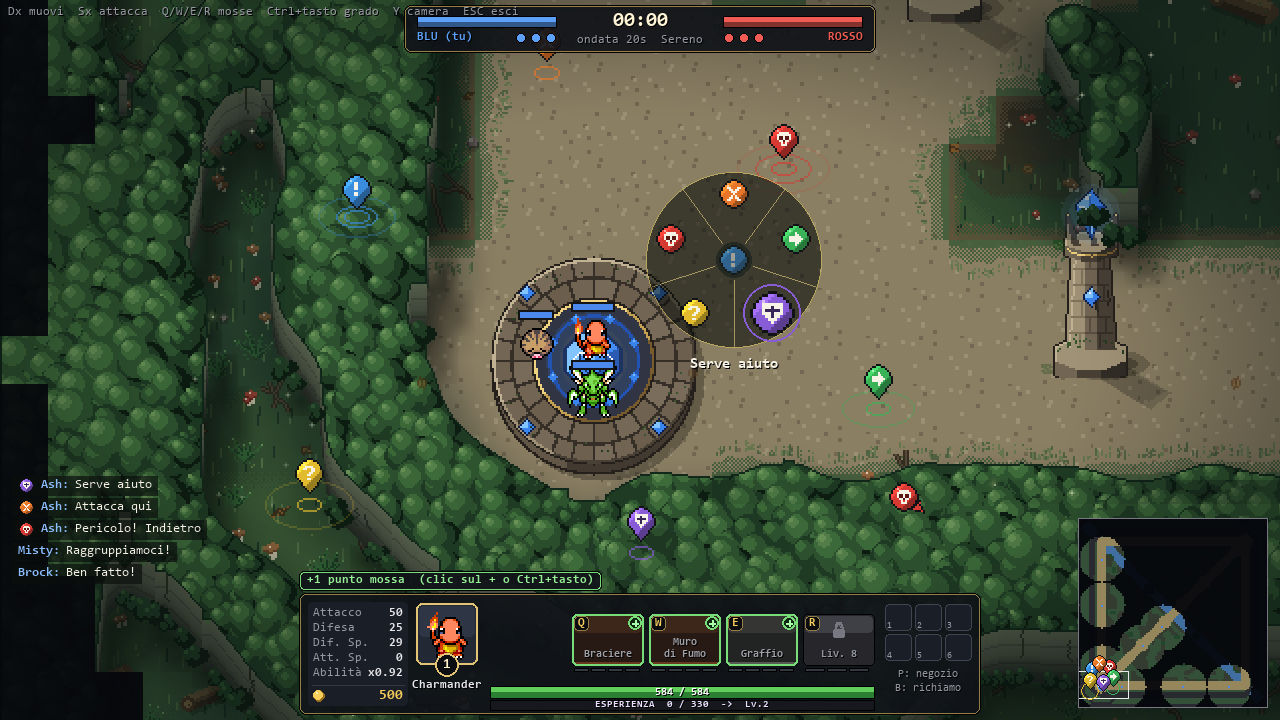 Dx muovi  Sx attacca  Q/W/E/R mosse  Ctrl+tasto grado  Y camera  ESC esci
00:00
BLU (tu)
ondata 20s  Sereno
ROSSO
Serve aiuto
Ash: Serve aiuto
Ash: Attacca qui
Ash: Pericolo! Indietro
Misty: Raggruppiamoci!
Brock: Ben fatto!
+1 punto mossa  (clic sul + o Ctrl+tasto)
Attacco 50
Difesa 25
Dif. Sp. 29
Att. Sp. 0
Abilità x0.92
500
1
Charmander
Q
Braciere
W
Muro
di Fumo
E
Graffio
R
Liv. 8
1 2 3
4 5 6
P: negozio
B: richiamo
584 / 584
ESPERIENZA  0 / 330  ->  Lv.2